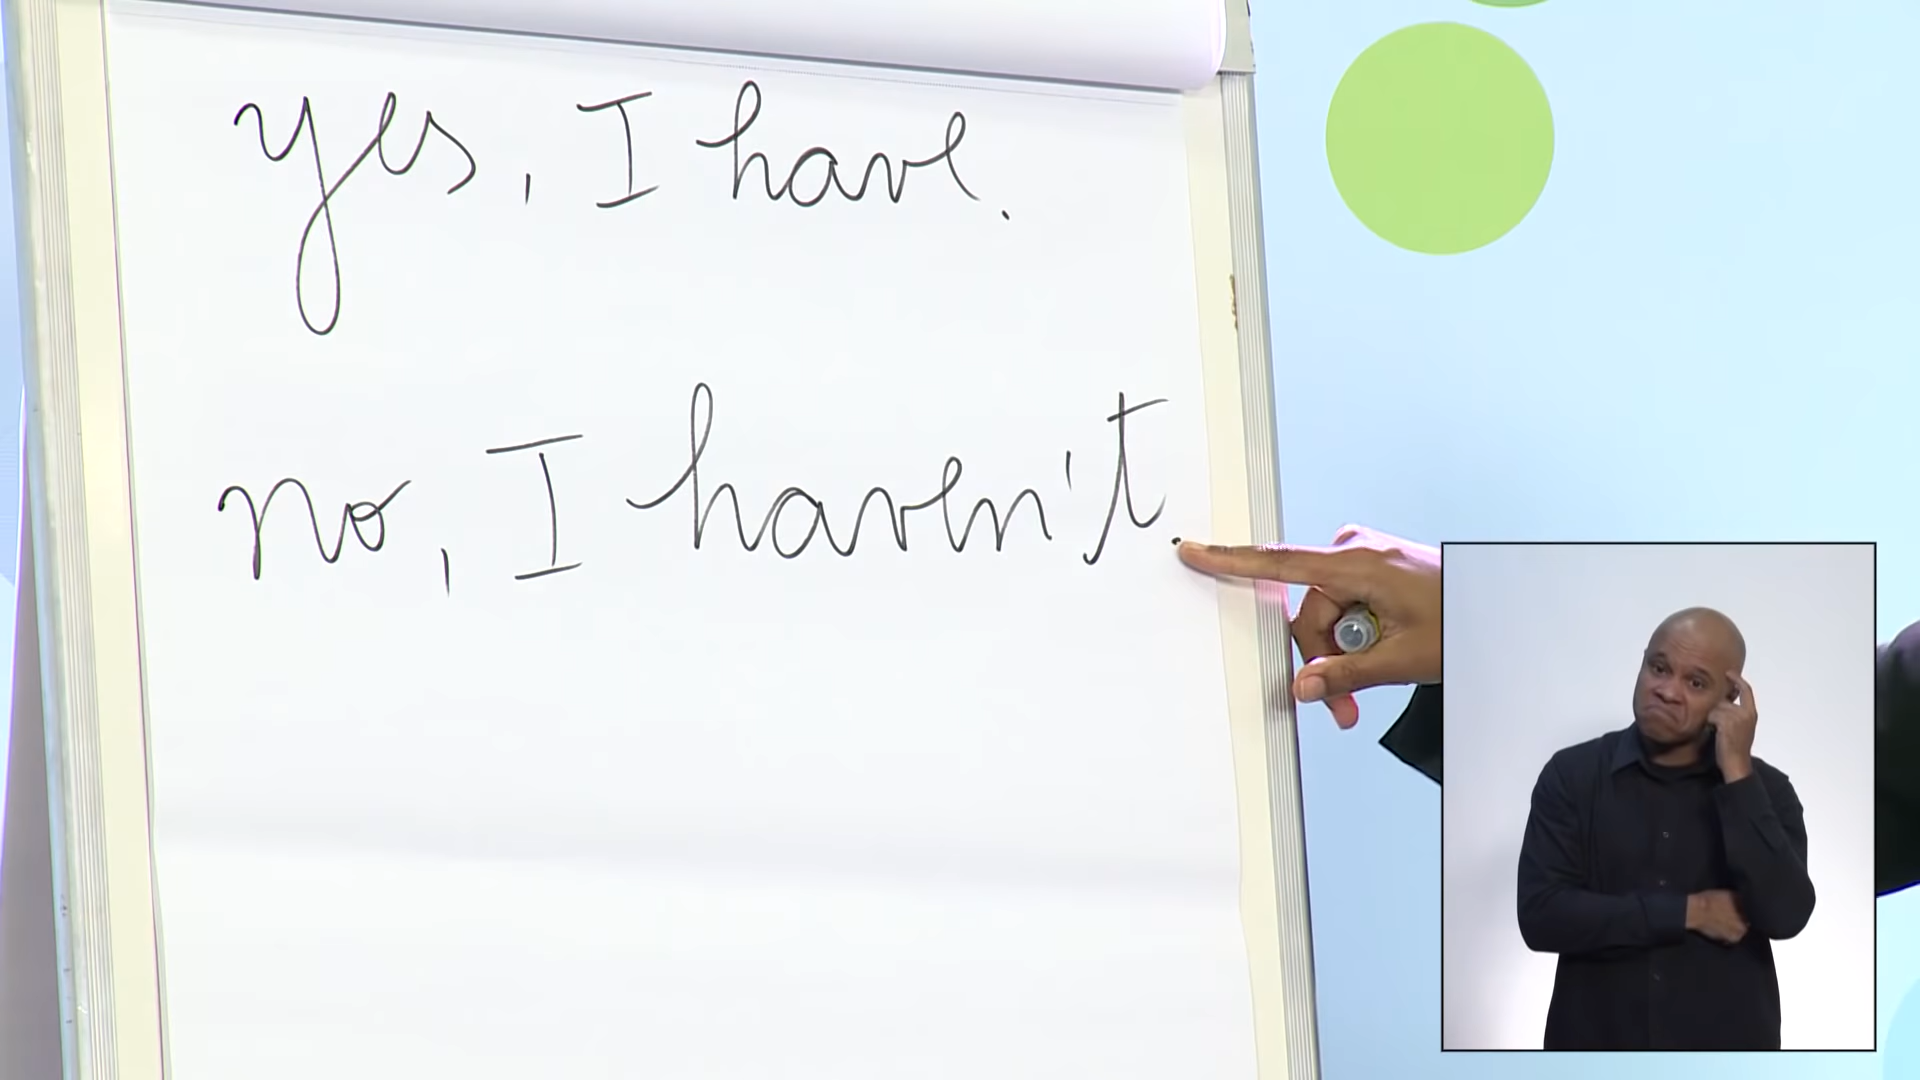 yes, I have.
no, I haven't.